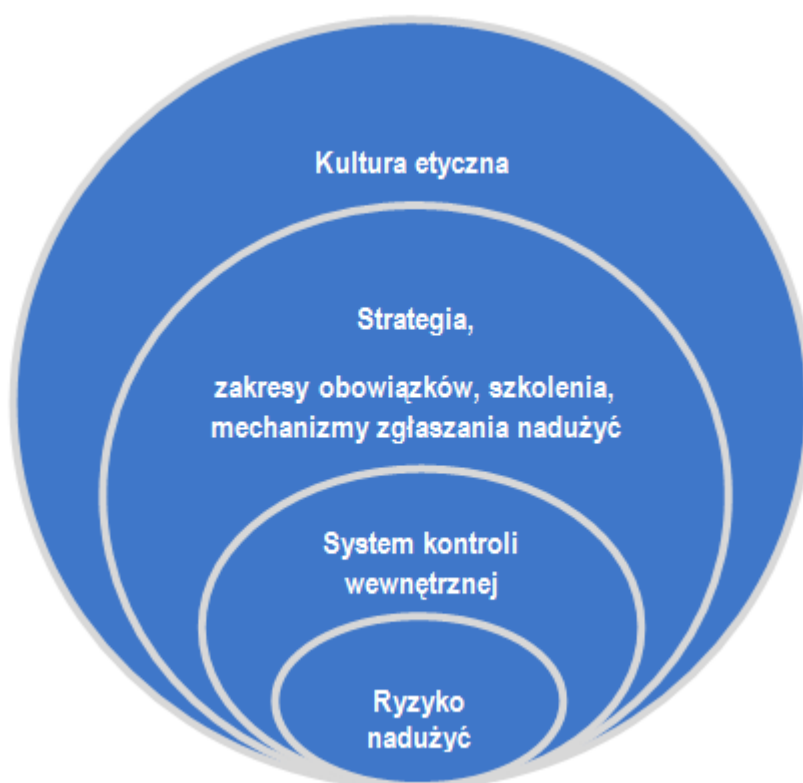 Kultura etyczna
Strategia,
zakresy obowiązków, szkolenia,
mechanizmy zgłaszania nadużyć
System kontroli
wewnętrznej
Ryzyko
nadużyć